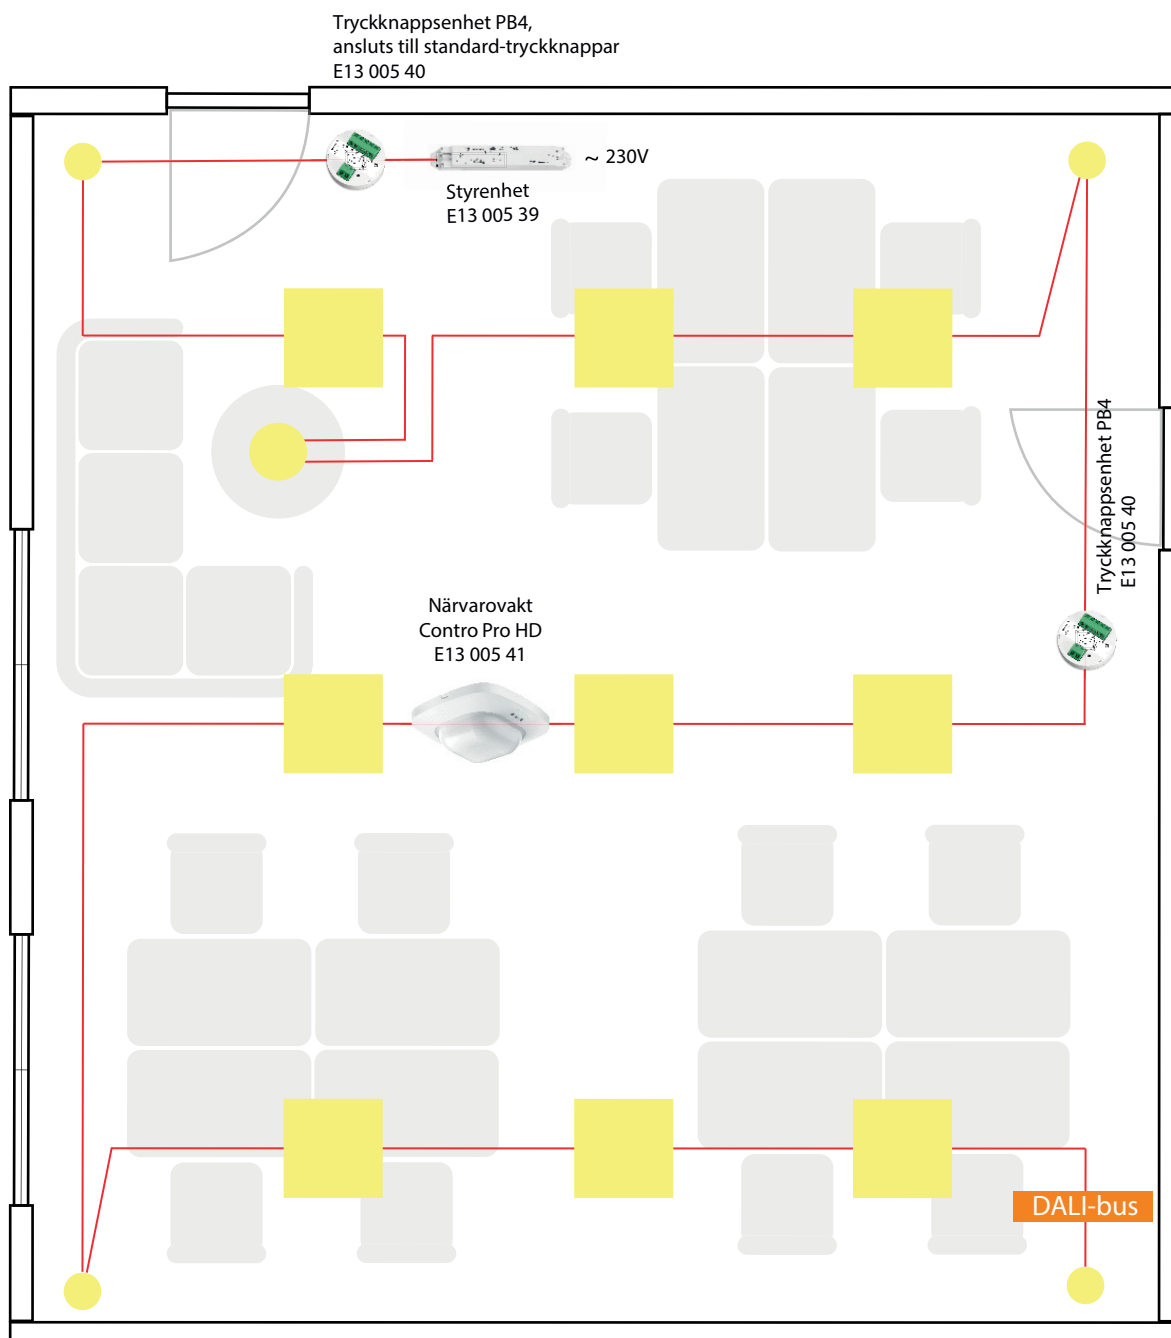 Tryckknappsenhet PB4,
ansluts till standard-tryckknappar
E13 005 40
~ 230V
Styrenhet
E13 005 39
Tryckknappsenhet PB4
E13 005 40
Närvarovakt
Contro Pro HD
E13 005 41
DALI-bus